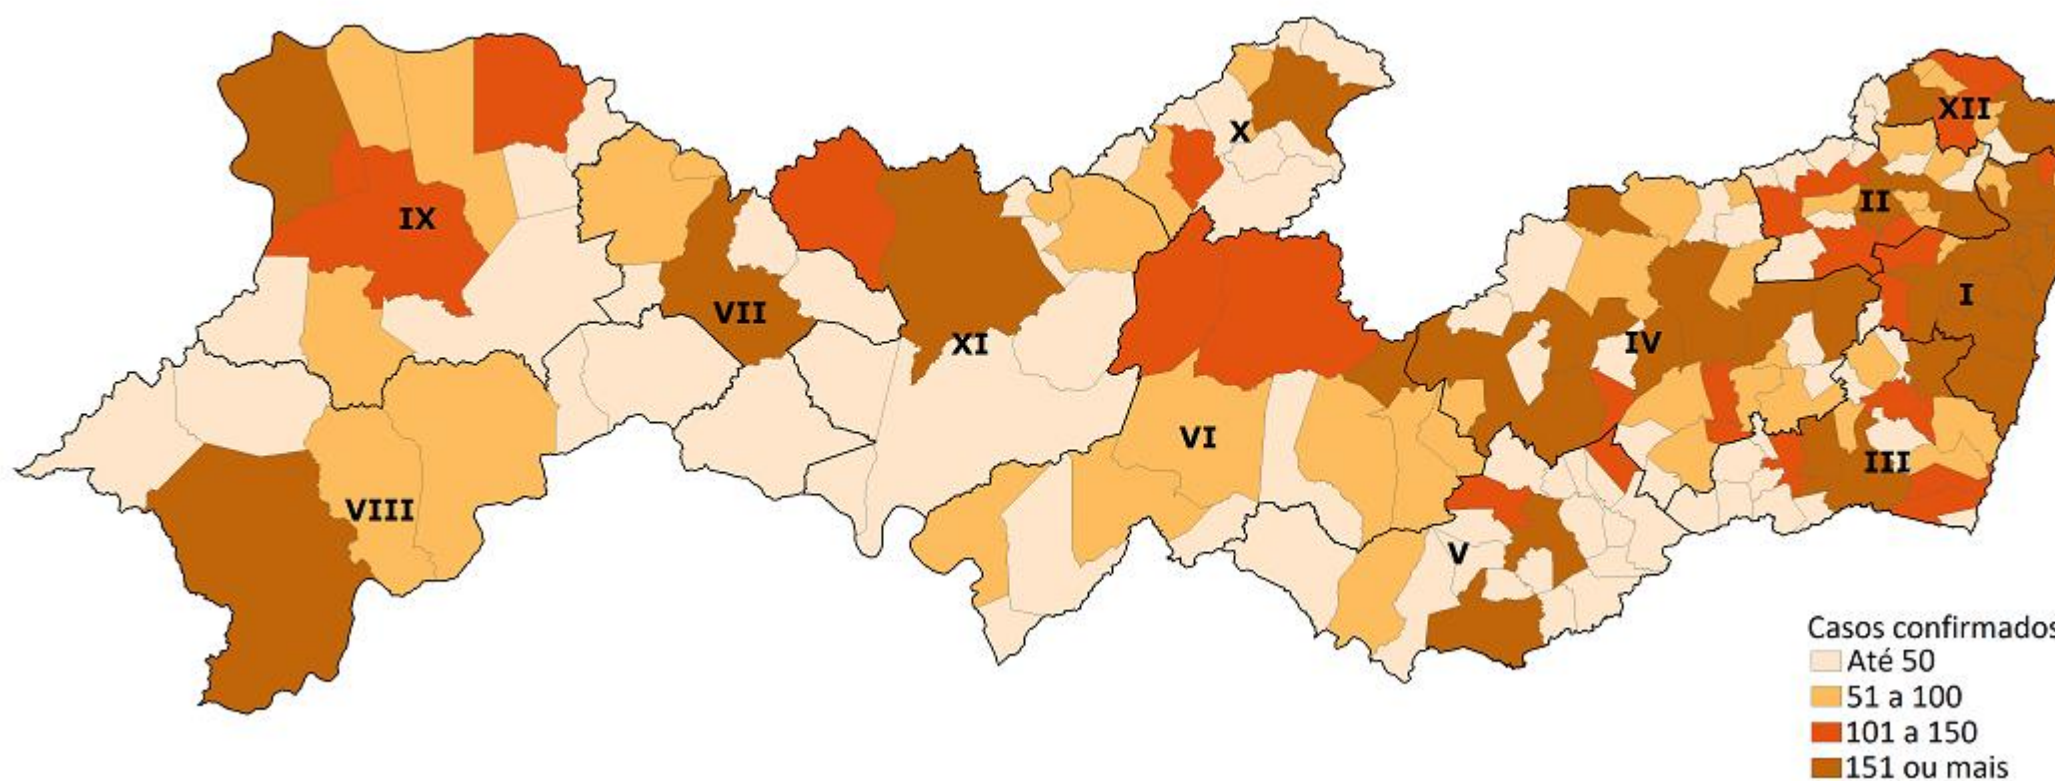 X
XII
IX
II
VII
I
XI
IV
VI
III
VIII
V
Casos confirmados
Até 50
51 a 100
101 a 150
151 ou mais